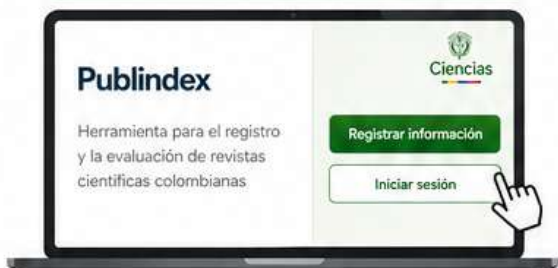 Publindex
Herramienta para el registro
y la evaluación de revistas
científicas colombianas
Ciencias
Registrar información
Iniciar sesión